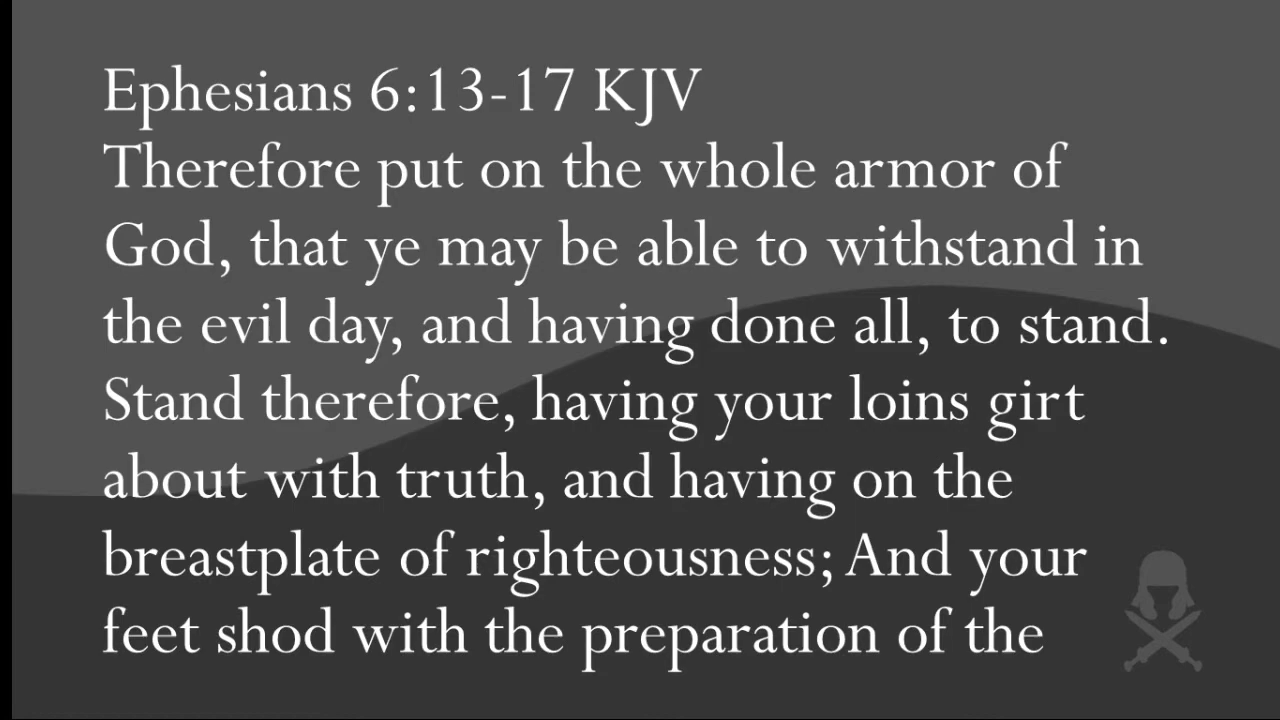 Ephesians 6:13-17 KJV
Therefore put on the whole armor of
God, that ye may be able to withstand in
the evil day, and having done all, to stand.
Stand therefore, having your loins girt
about with truth, and having on the
breastplate of righteousness; And your
feet shod with the preparation of the